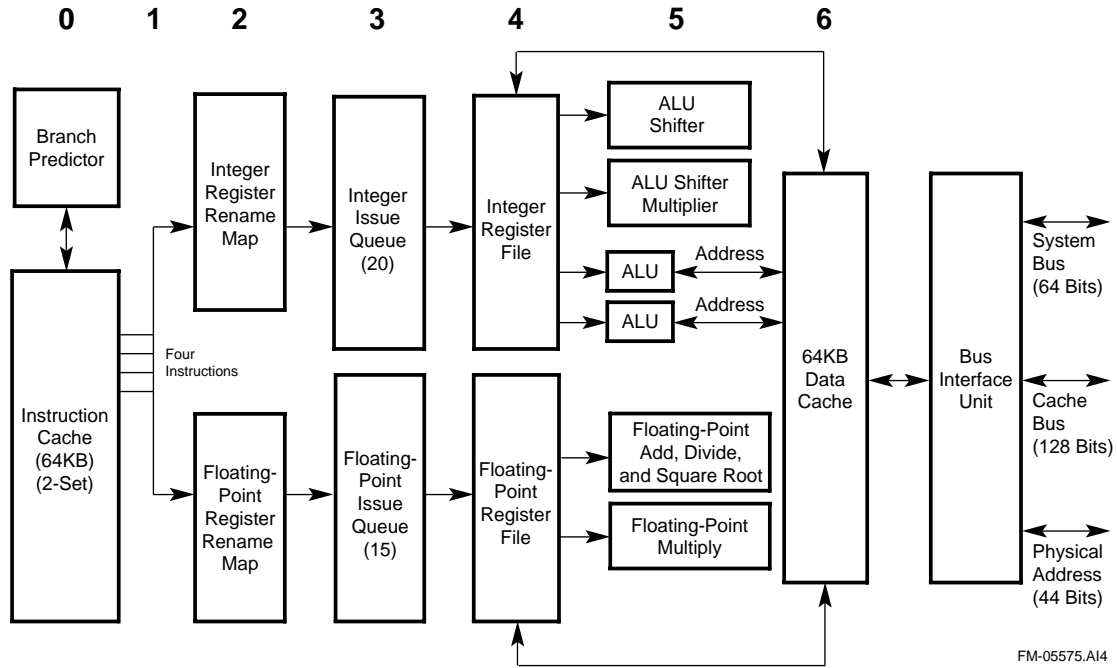 0 1 2 3 4 5 6
Branch
Predictor
Instruction
Cache
(64KB)
(2-Set)
Four
Instructions
Integer
Register
Rename
Map
Floating-
Point
Register
Rename
Map
Integer
Issue
Queue
(20)
Floating-
Point
Issue
Queue
(15)
Integer
Register
File
Floating-
Point
Register
File
ALU
Shifter
ALU Shifter
Multiplier
ALU
Address
ALU
Address
Floating-Point
Add, Divide,
and Square Root
Floating-Point
Multiply
64KB
Data
Cache
Bus
Interface
Unit
System
Bus
(64 Bits)
Cache
Bus
(128 Bits)
Physical
Address
(44 Bits)
FM-05575.AI4